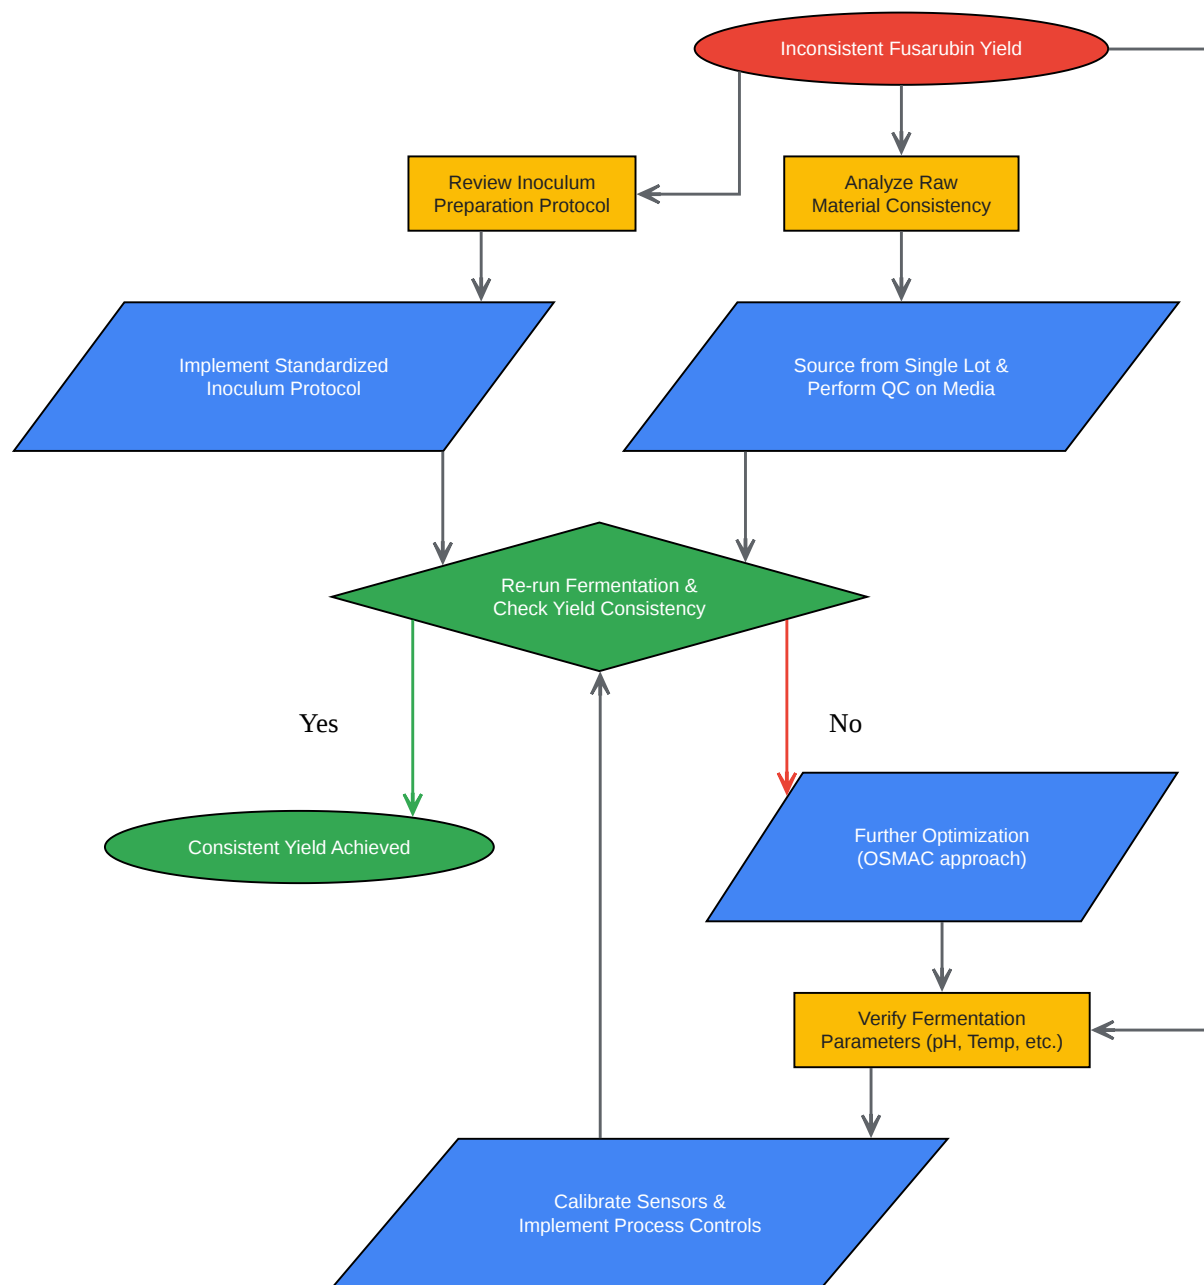 Inconsistent Fusarubin Yield
Review Inoculum
Preparation Protocol
Analyze Raw
Material Consistency
Implement Standardized
Inoculum Protocol
Source from Single Lot &
Perform QC on Media
Re-run Fermentation &
Check Yield Consistency
Yes
No
Consistent Yield Achieved
Further Optimization
(OSMAC approach)
Verify Fermentation
Parameters (pH, Temp, etc.)
Calibrate Sensors &
Implement Process Controls